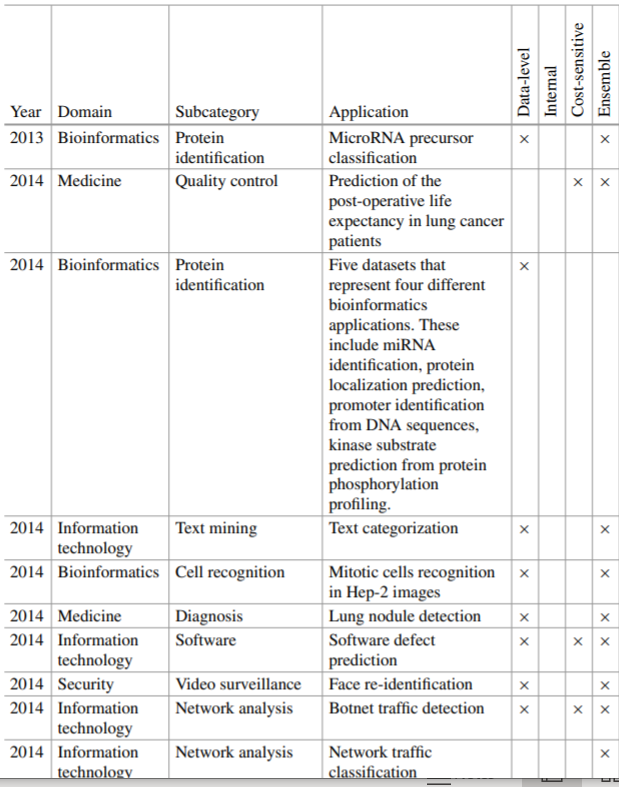 Data-level
Internal
Cost-sensitive
Ensemble
Year Domain Subcategory Application
2013 Bioinformatics Protein MicroRNA precursor × ×
identification classification
2014 Medicine Quality control Prediction of the × ×
post-operative life
expectancy in lung cancer
patients
2014 Bioinformatics Protein Five datasets that ×
identification represent four different
bioinformatics
applications. These
include miRNA
identification, protein
localization prediction,
promoter identification
from DNA sequences,
kinase substrate
prediction from protein
phosphorylation
profiling.
2014 Information Text mining Text categorization × ×
technology
2014 Bioinformatics Cell recognition Mitotic cells recognition × ×
in Hep-2 images
2014 Medicine Diagnosis Lung nodule detection × ×
2014 Information Software Software defect × × ×
technology prediction
2014 Security Video surveillance Face re-identification × ×
2014 Information Network analysis Botnet traffic detection × × ×
technology
2014 Information Network analysis Network traffic ×
technology classification